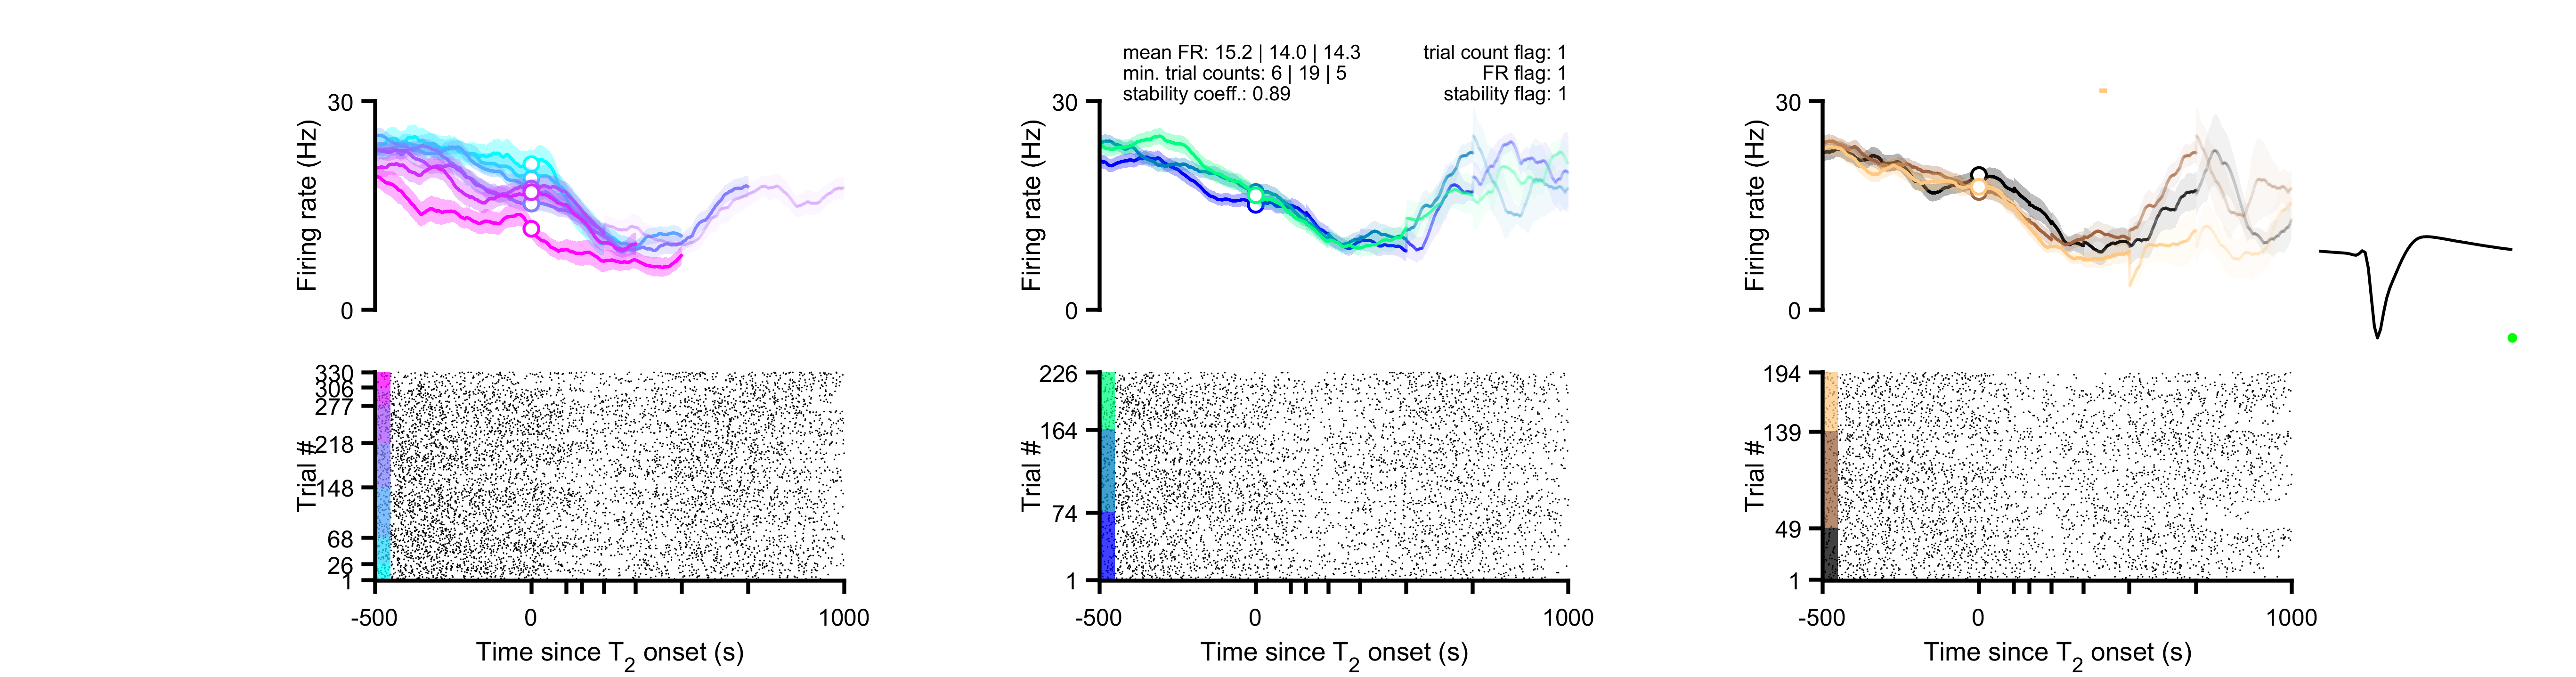 mean FR: 15.2 | 14.0 | 14.3
min. trial counts: 6 | 19 | 5
stability coeff.: 0.89
trial count flag: 1
FR flag: 1
stability flag: 1
30
Firing rate (Hz)
0
30
Firing rate (Hz)
0
30
Firing rate (Hz)
0
330
306
277
218
148
68
26
1
Trial #
-500
0
1000
Time since T2 onset (s)
226
164
74
1
Trial #
-500
0
1000
Time since T2 onset (s)
194
139
49
1
Trial #
-500
0
1000
Time since T2 onset (s)